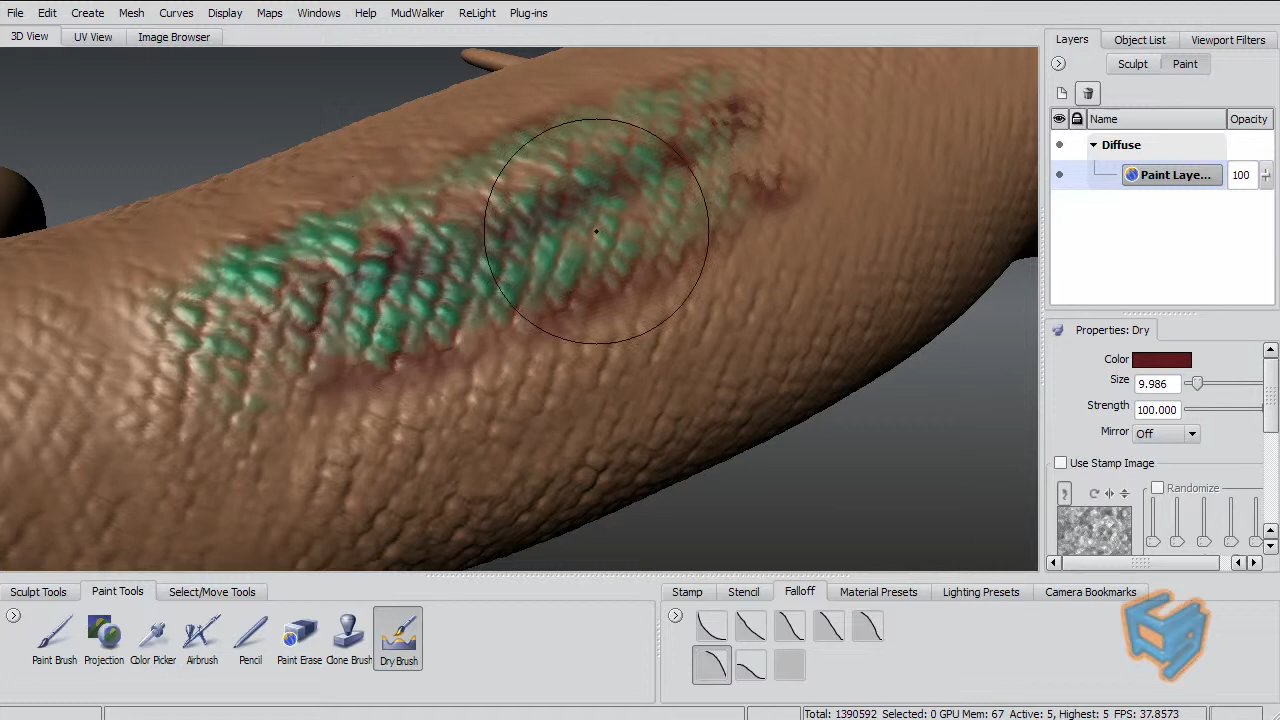 File Edit Create Mesh Curves Display Maps Windows Help MudWalker ReLight Plug-ins
3D View UV View Image Browser
Layers Object List Viewport Filters
Sculpt Paint
Name Opacity
Diffuse
Paint Laye... 100
Properties: Dry
Color
Size 9.986
Strength 100.000
Mirror Off
Use Stamp Image
Randomize
Sculpt Tools Paint Tools Select/Move Tools
Stamp Stencil Falloff Material Presets Lighting Presets Camera Bookmarks
Paint Brush Projection Color Picker Airbrush Pencil Paint Erase Clone Brush Dry Brush
Total: 1390592 Selected: 0 GPU Mem: 67 Active: 5, Highest: 5 FPS: 37.8573